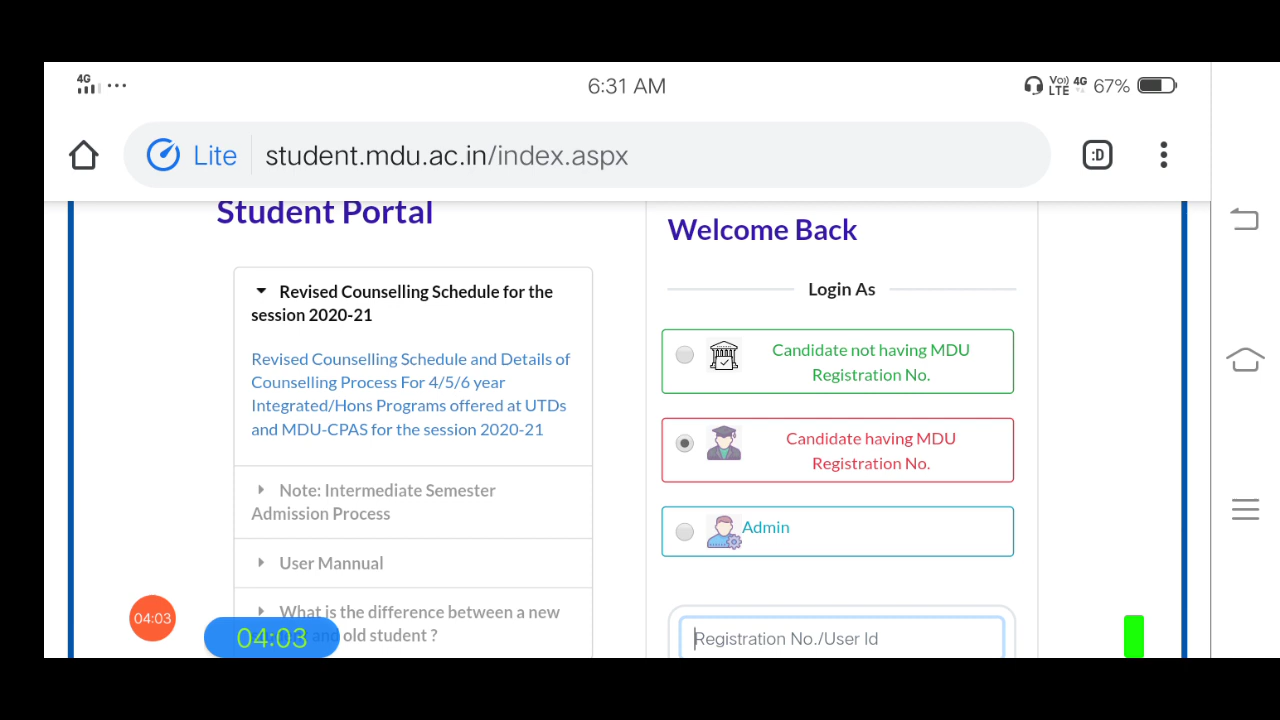 4G
6:31 AM
Vo)) 4G 67%
LTE
Lite student.mdu.ac.in/index.aspx
:D
Student Portal
Revised Counselling Schedule for the
session 2020-21
Revised Counselling Schedule and Details of
Counselling Process For 4/5/6 year
Integrated/Hons Programs offered at UTDs
and MDU-CPAS for the session 2020-21
Note: Intermediate Semester
Admission Process
User Mannual
What is the difference between a new
and old student ?
04:03
04:03
Welcome Back
Login As
Candidate not having MDU
Registration No.
Candidate having MDU
Registration No.
Admin
Registration No./User Id